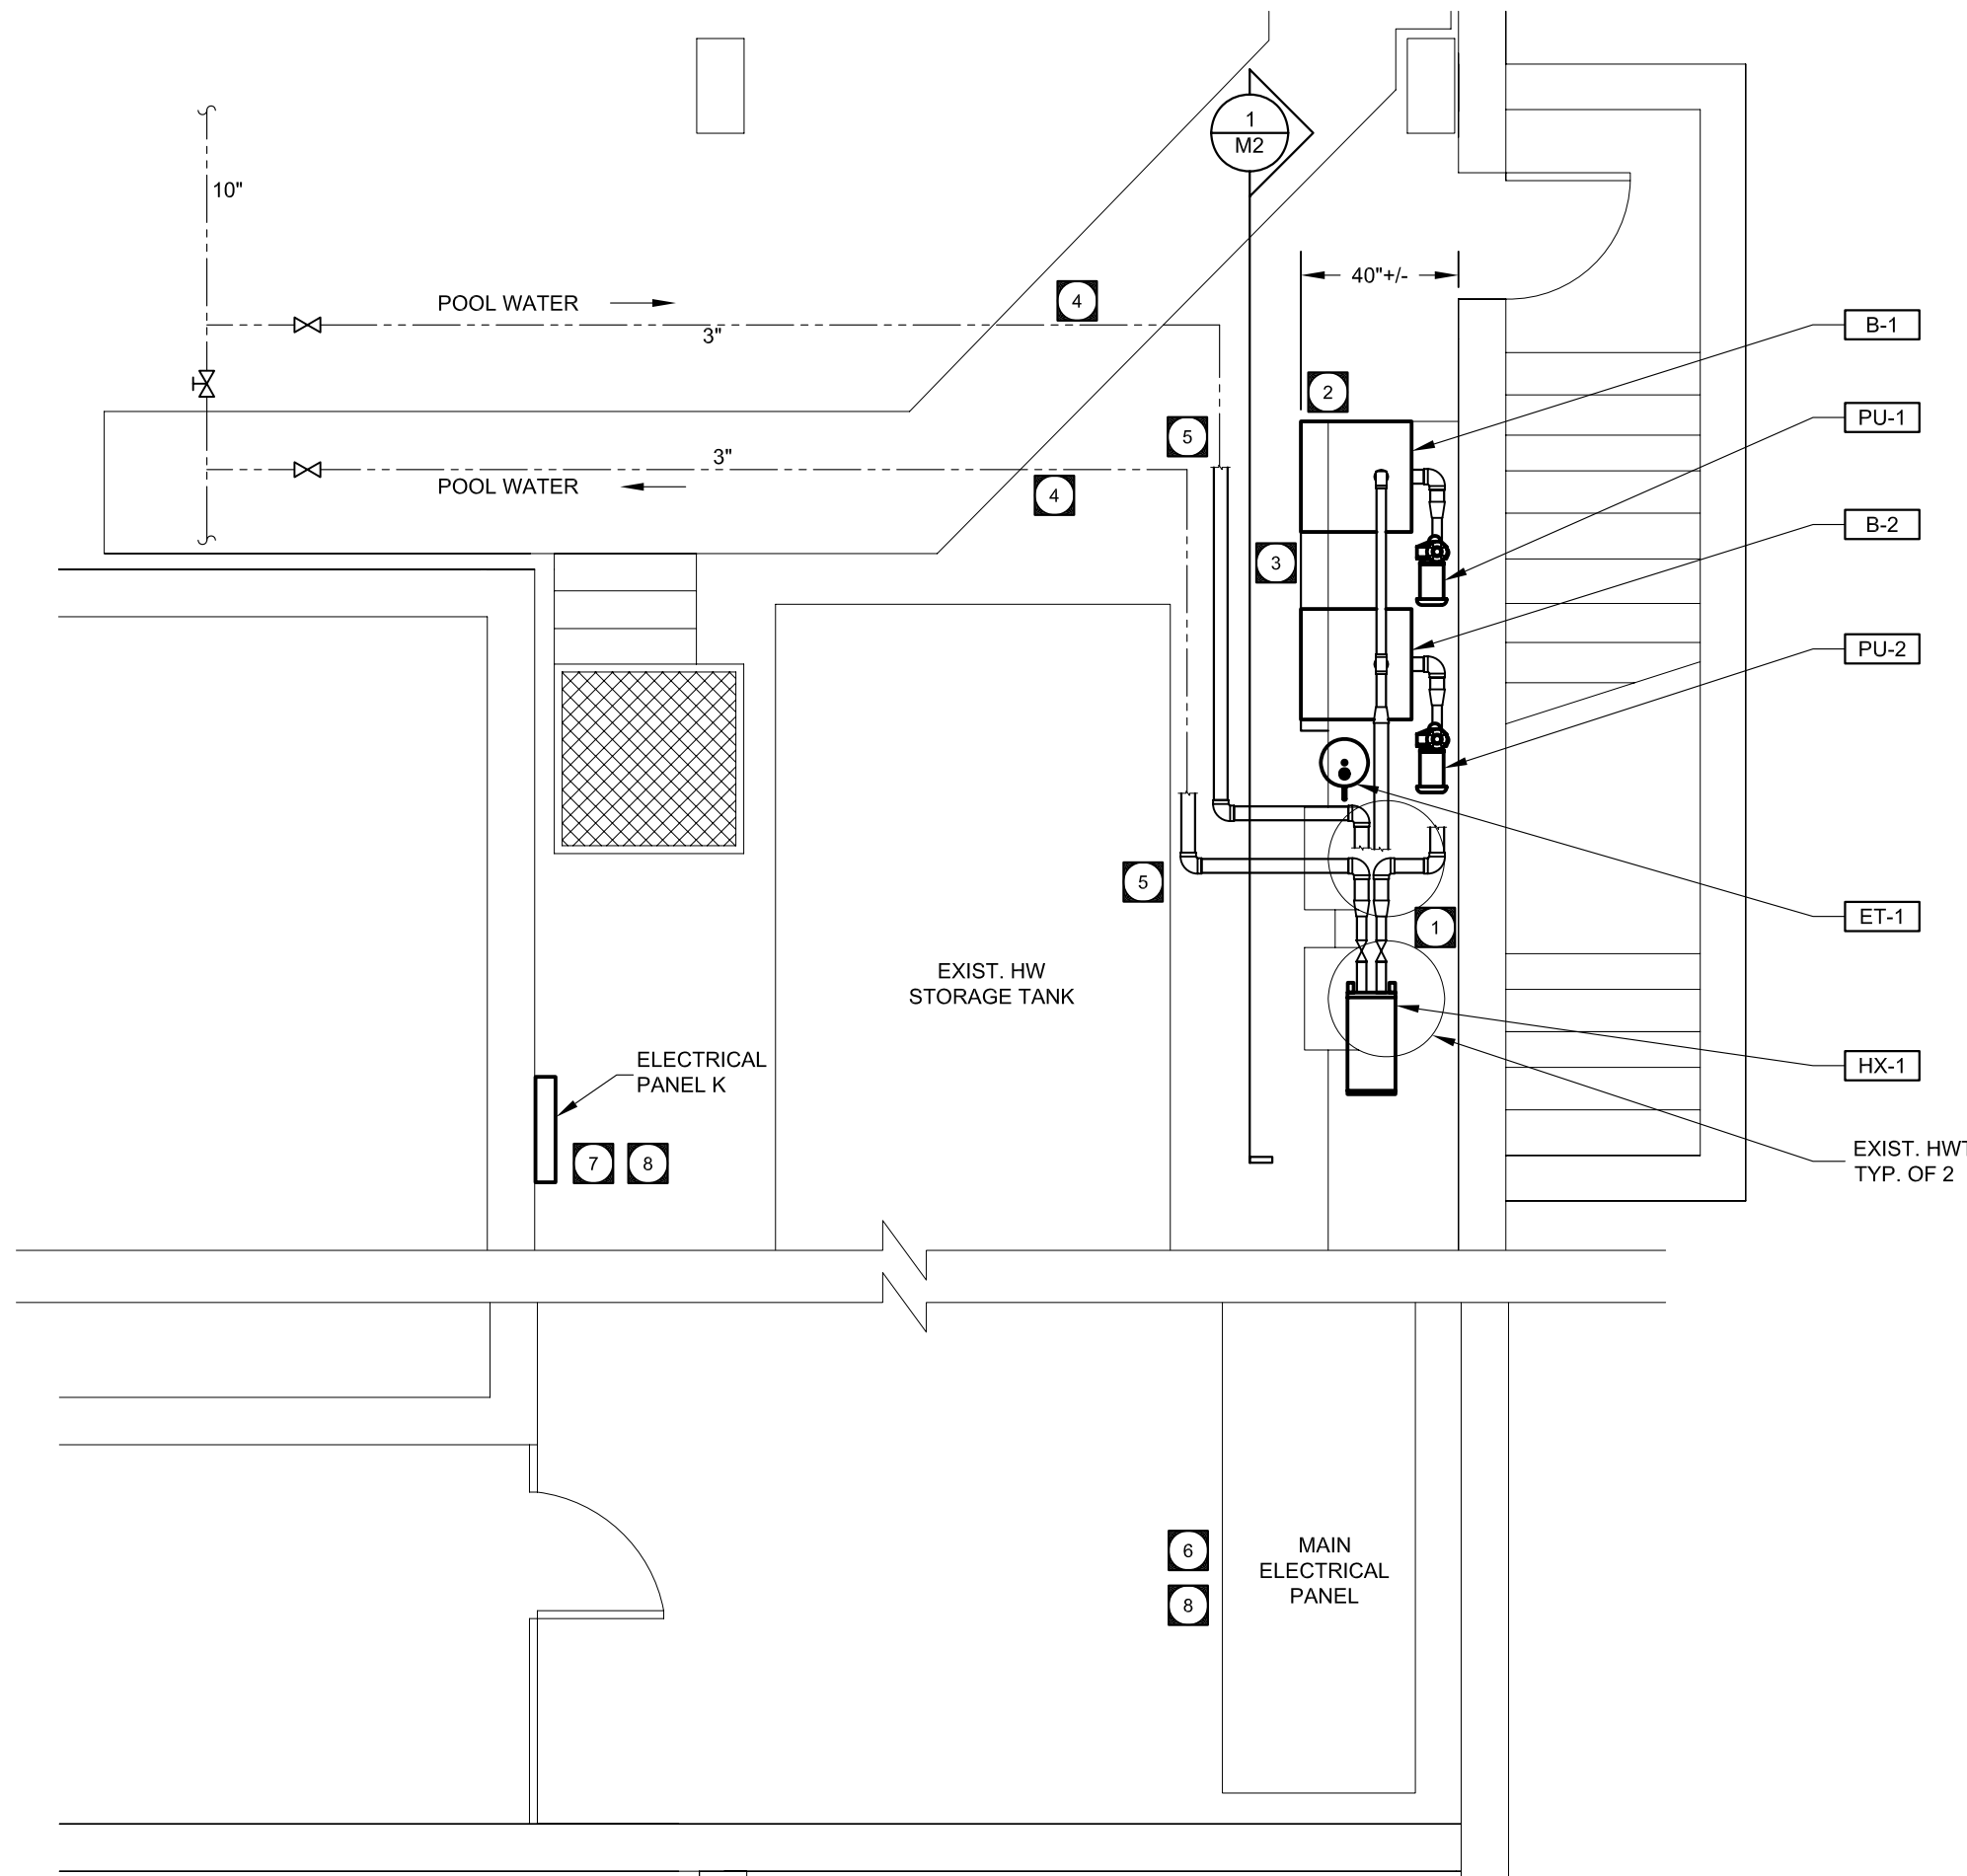 1
M2
10"
40"+/-
POOL WATER
4
3"
B-1
2
PU-1
5
3"
POOL WATER
4
B-2
3
PU-2
5
ET-1
1
EXIST. HW
STORAGE TANK
ELECTRICAL
PANEL K
HX-1
7
8
EXIST. HWT
TYP. OF 2
6
8
MAIN
ELECTRICAL
PANEL